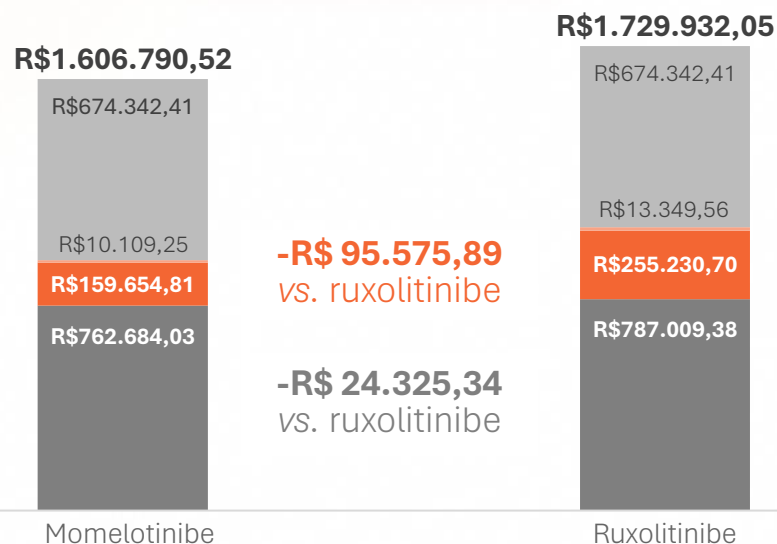 R$1.729.932,05
R$1.606.790,52
R$674.342,41
R$674.342,41
R$13.349,56
R$10.109,25
-R$ 95.575,89
vs. ruxolitinibe
R$255.230,70
R$159.654,81
R$787.009,38
R$762.684,03
-R$ 24.325,34
vs. ruxolitinibe
Momelotinibe
Ruxolitinibe